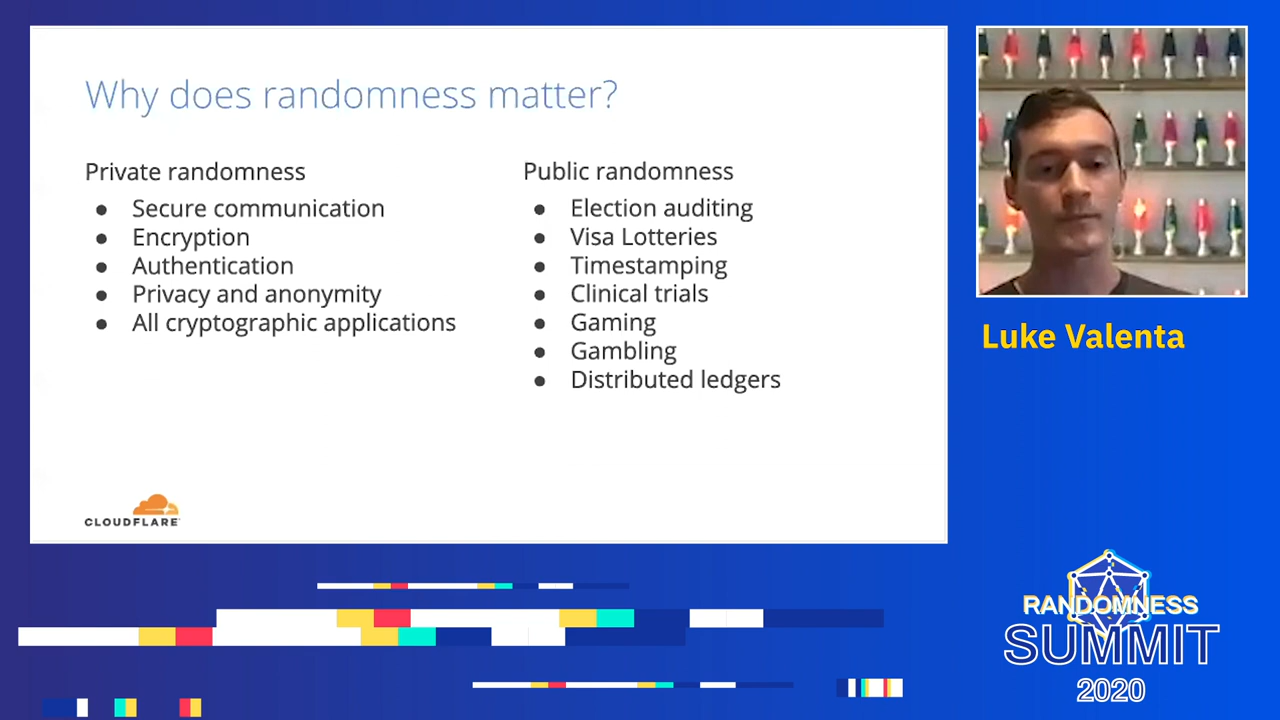 Why does randomness matter?
Private randomness
● Secure communication
● Encryption
● Authentication
● Privacy and anonymity
● All cryptographic applications
Public randomness
● Election auditing
● Visa Lotteries
● Timestamping
● Clinical trials
● Gaming
● Gambling
● Distributed ledgers
CLOUDFLARE
Luke Valenta
RANDOMNESS
SUMMIT
2020